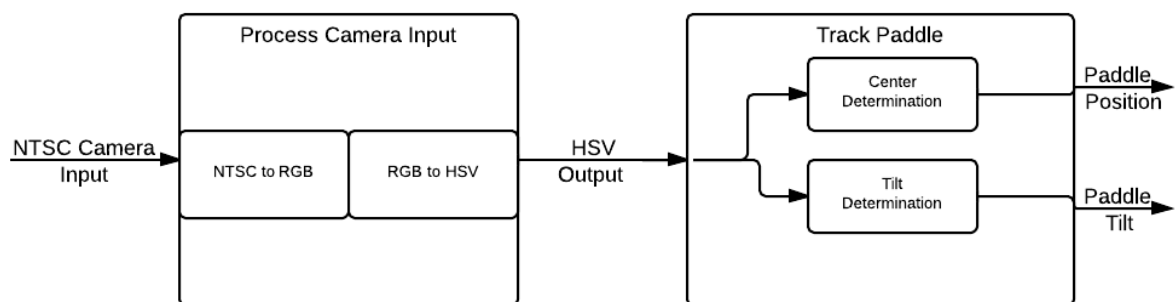 Process Camera Input
Track Paddle
NTSC Camera
Input
NTSC to RGB
RGB to HSV
HSV
Output
Center
Determination
Tilt
Determination
Paddle
Position
Paddle
Tilt